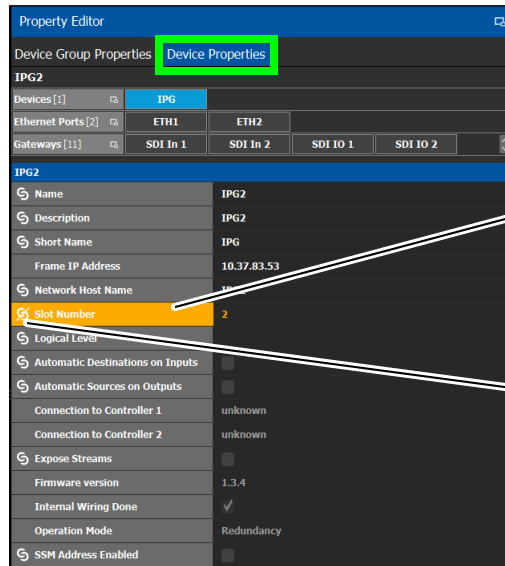 Property Editor
Device Group Properties Device Properties
IPG2
Devices [1] IPG
Ethernet Ports [2] ETH1 ETH2
Gateways [11] SDI In 1 SDI In 2 SDI IO 1 SDI IO 2
IPG2
Name IPG2
Description IPG2
Short Name IPG
Frame IP Address 10.37.83.53
Network Host Name
Slot Number 2
Logical Level
Automatic Destinations on Inputs
Automatic Sources on Outputs
Connection to Controller 1 unknown
Connection to Controller 2 unknown
Expose Streams
Firmware version 1.3.4
Internal Wiring Done
Operation Mode Redundancy
SSM Address Enabled